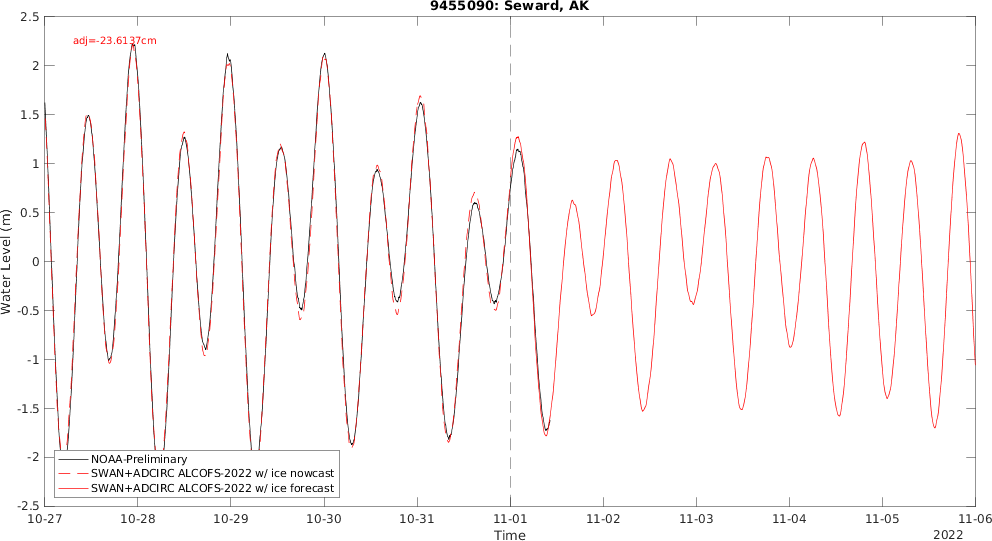 9455090: Seward, AK
adj=-23.6137cm
2.5
2
1.5
1
0.5
0
-0.5
-1
-1.5
-2
-2.5
Water Level (m)
NOAA-Preliminary
SWAN+ADCIRC ALCOFS-2022 w/ ice nowcast
SWAN+ADCIRC ALCOFS-2022 w/ ice forecast
10-27 10-28 10-29 10-30 10-31 11-01 11-02 11-03 11-04 11-05 11-06
Time
2022